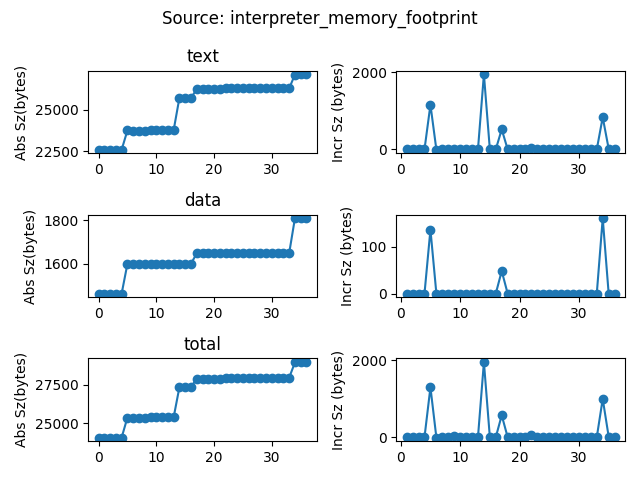 Source: interpreter_memory_footprint
text
Abs Sz(bytes)
25000
22500
0 10 20 30
Incr Sz (bytes)
2000
0
0 10 20 30
data
Abs Sz(bytes)
1800
1600
0 10 20 30
Incr Sz (bytes)
100
0
0 10 20 30
total
Abs Sz(bytes)
27500
25000
0 10 20 30
Incr Sz (bytes)
2000
0
0 10 20 30